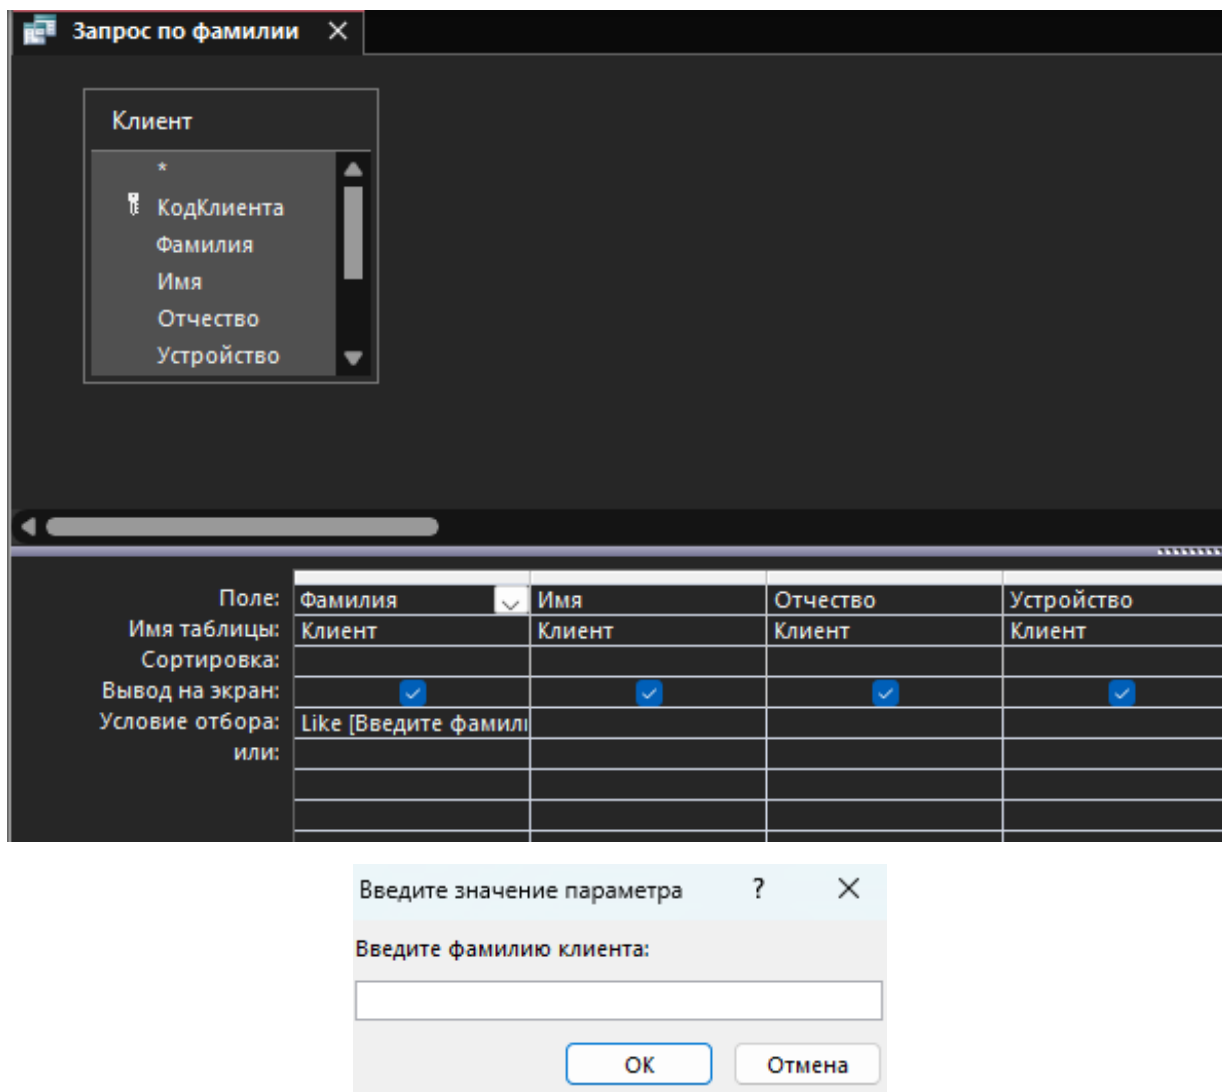 Запрос по фамилии
Клиент
*
КодКлиента
Фамилия
Имя
Отчество
Устройство
Поле: Фамилия Имя Отчество Устройство
Имя таблицы: Клиент Клиент Клиент Клиент
Сортировка:
Вывод на экран:
Условие отбора: Like [Введите
или:
Введите значение параметра ?
Введите фамилию клиента:
ОК Отмена